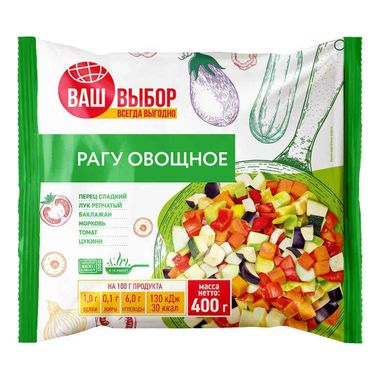 ВАШ ВЫБОР
ВСЕГДА ВЫГОДНО
РАГУ ОВОЩНОЕ
ПЕРЕЦ СЛАДКИЙ
ЛУК РЕПЧАТЫЙ
БАКЛАЖАН
МОРКОВЬ
ТОМАТ
ЦУКИНИ
НА 100 Г ПРОДУКТА
1,0 г 0,1 г 6,0 г 130 кДж
БЕЛКИ ЖИРЫ УГЛЕВОДЫ 30 ккал
масса
нетто:
400 г